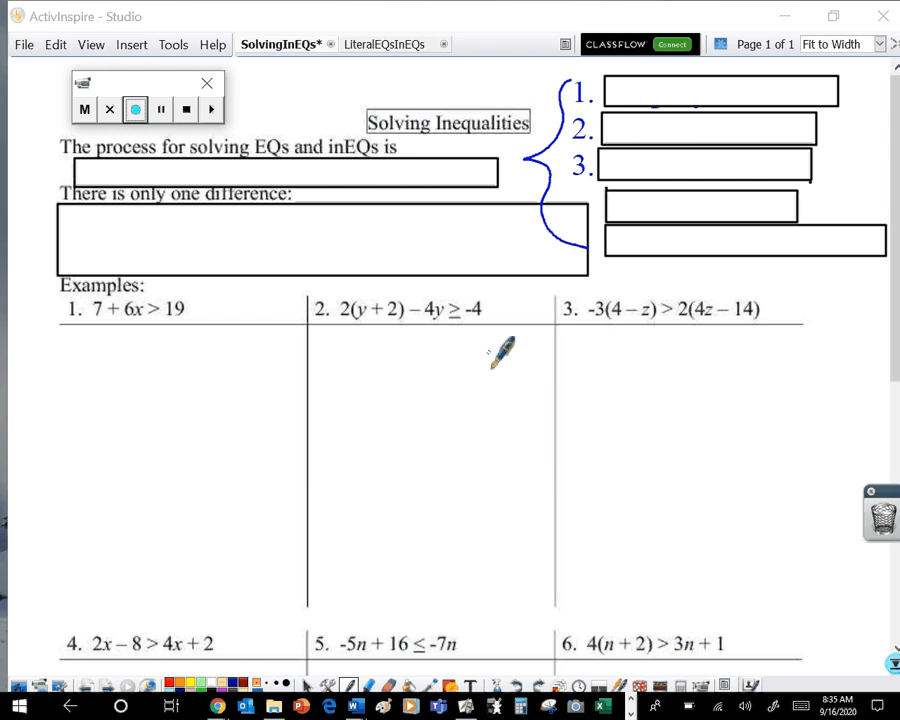 ActivInspire - Studio
File Edit View Insert Tools Help SolvingInEQs* LiteralEQsInEQs CLASSFLOW Connect Page 1 of 1 Fit to Width
M
Solving Inequalities
1.
2.
3.
The process for solving EQs and inEQs is
There is only one difference:
Examples:
1. 7 + 6x > 19
2. 2(y + 2) – 4y ≥ -4
3. -3(4 – z) > 2(4z – 14)
4. 2x – 8 > 4x + 2
5. -5n + 16 ≤ -7n
6. 4(n + 2) > 3n + 1
8:35 AM
9/16/2020